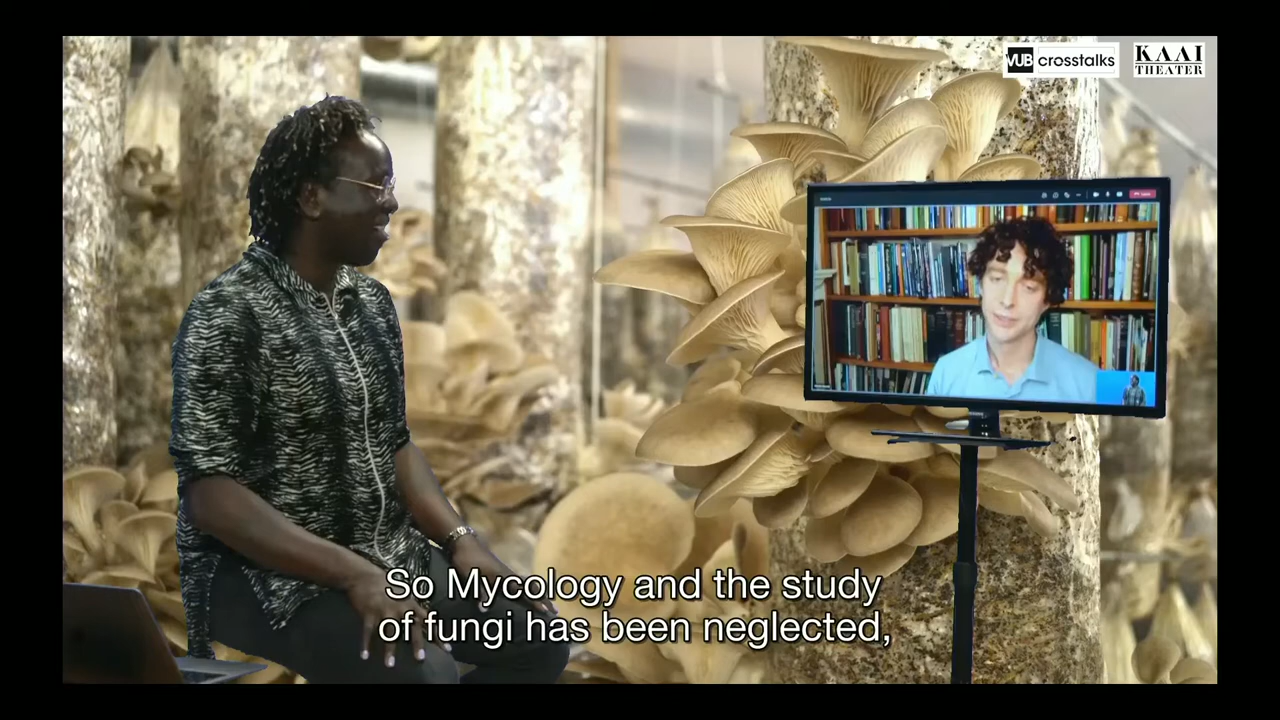 VUB crosstalks
KAAI
THEATER
So Mycology and the study
of fungi has been neglected,